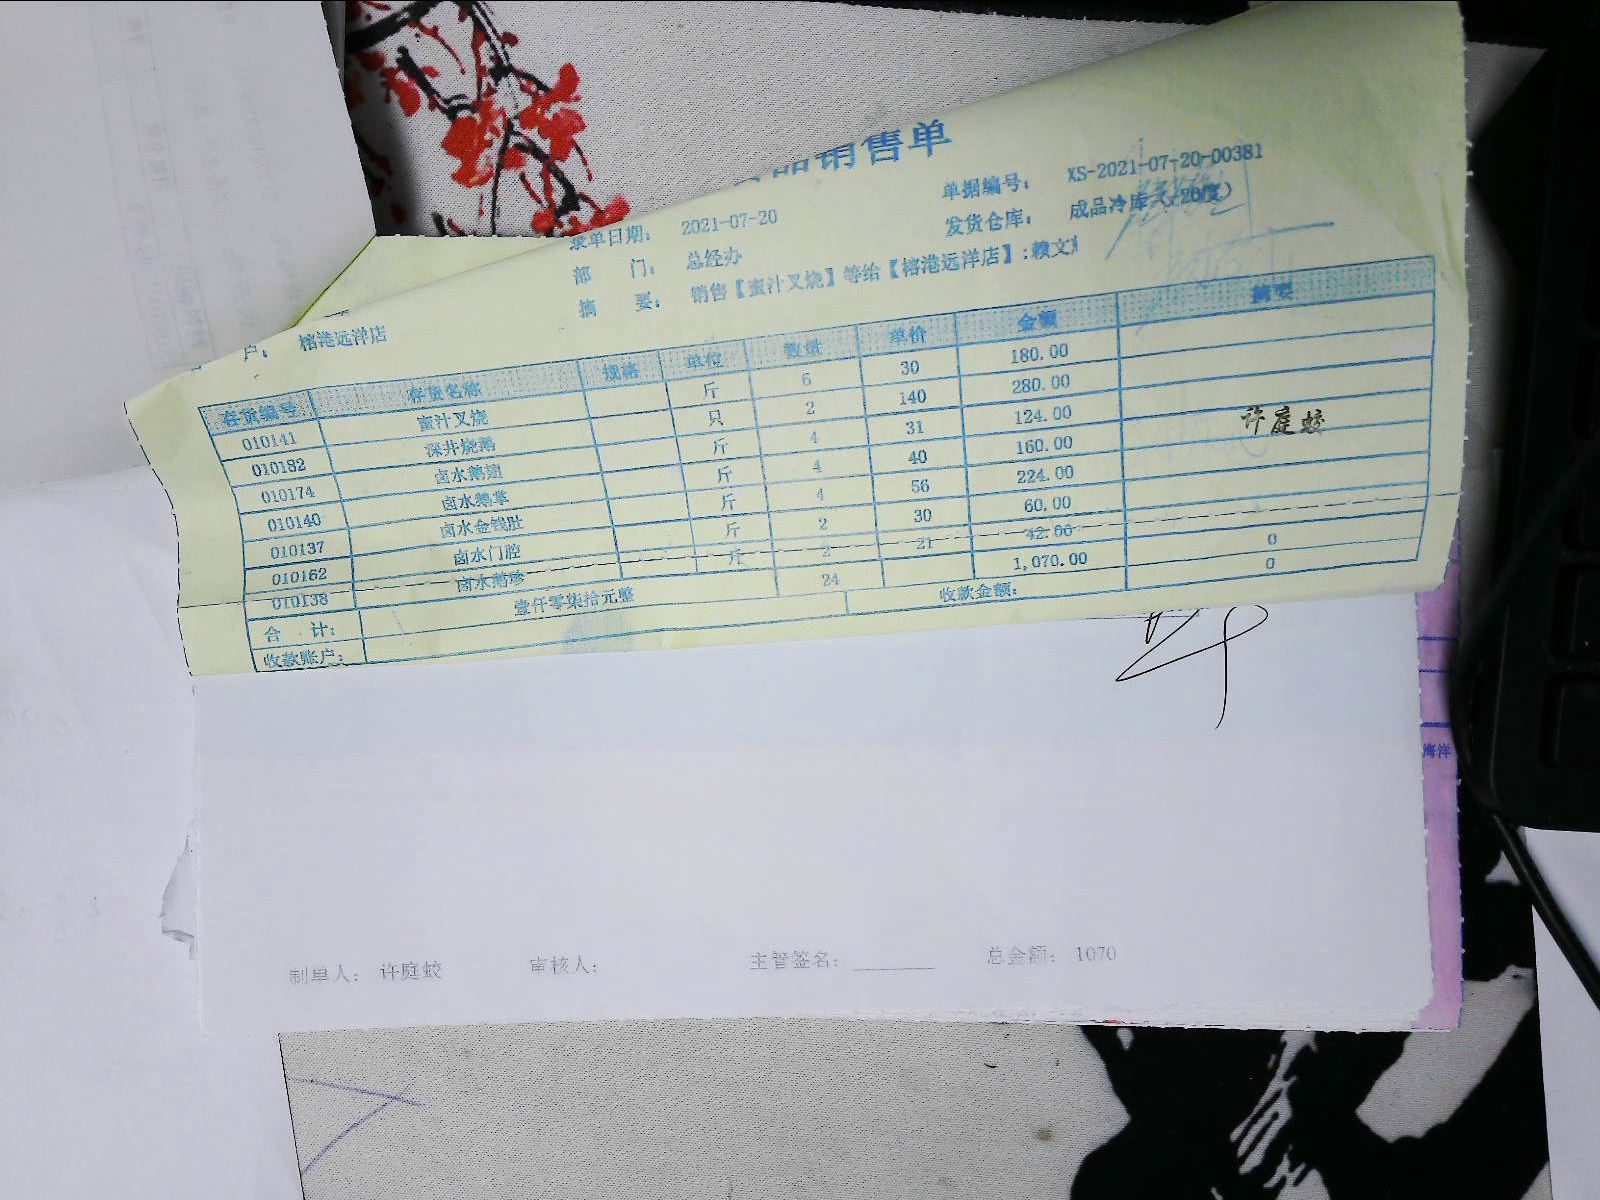 品销售单
录单日期： 2021-07-20 单据编号： XS-2021-07-20-00381
部 门： 总经办 发货仓库： 成品冷库（-20度）
摘 要： 销售【蜜汁叉烧】等给【榕港远洋店】:赖文
户： 榕港远洋店
存货编号 存货名称 规格 单位 数量 单价 金额 摘要
010141 蜜汁叉烧 斤 6 30 180.00
010182 深井烧鹅 只 2 140 280.00
010174 卤水鹅翅 斤 4 31 124.00
010140 卤水鹅掌 斤 4 40 160.00
010137 卤水金钱肚 斤 4 56 224.00
010162 卤水门腔 斤 2 30 60.00
010138 卤水鹅珍 斤 2 21 42.00 0
合 计： 壹仟零柒拾元整 24 1,070.00 0
收款账户： 收款金额：
许庭蛟
海洋
制单人： 许庭蛟 审核人： 主管签名：________ 总金额： 1070